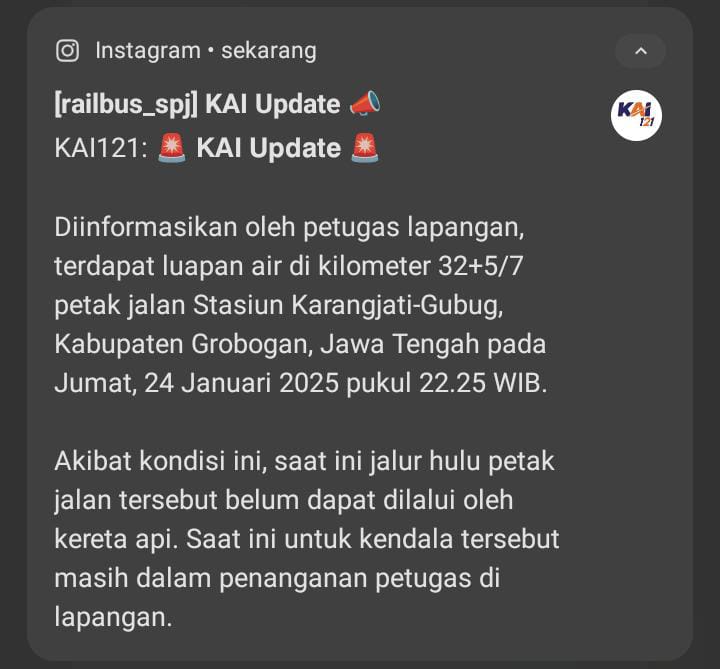 Instagram • sekarang
[railbus_spj] KAI Update 📣
KAI121: 🚨 KAI Update 🚨
KAI
121
Diinformasikan oleh petugas lapangan,
terdapat luapan air di kilometer 32+5/7
petak jalan Stasiun Karangjati-Gubug,
Kabupaten Grobogan, Jawa Tengah pada
Jumat, 24 Januari 2025 pukul 22.25 WIB.
Akibat kondisi ini, saat ini jalur hulu petak
jalan tersebut belum dapat dilalui oleh
kereta api. Saat ini untuk kendala tersebut
masih dalam penanganan petugas di
lapangan.